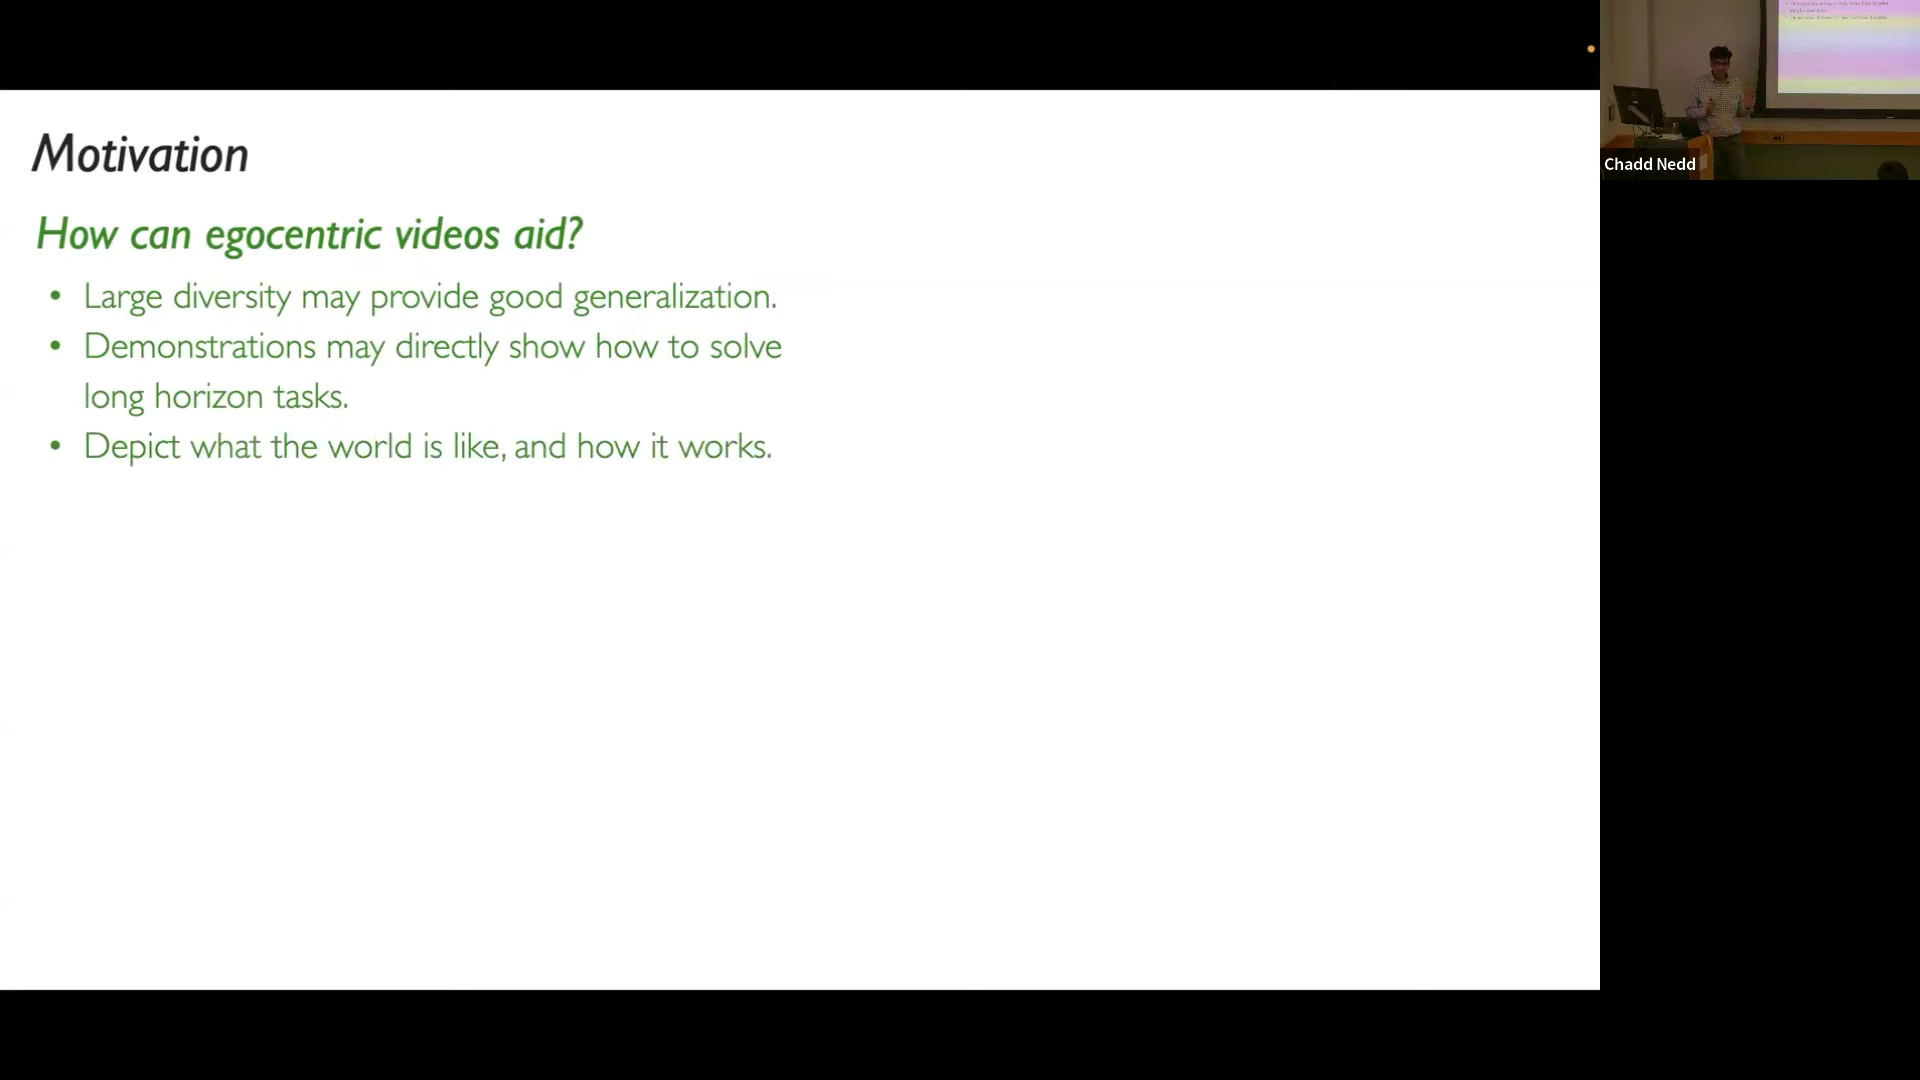 Motivation
How can egocentric videos aid?
• Large diversity may provide good generalization.
• Demonstrations may directly show how to solve
long horizon tasks.
• Depict what the world is like, and how it works.
Chadd Nedd